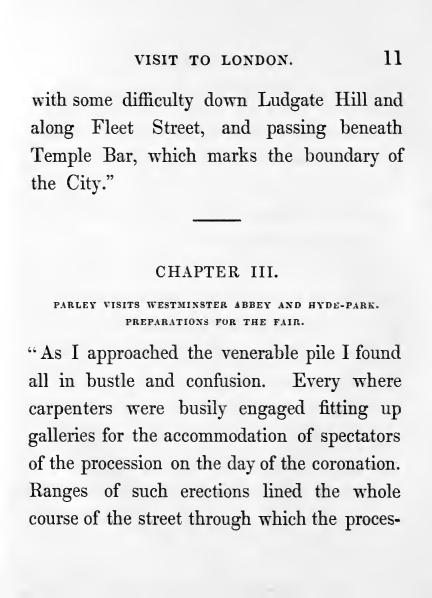 VISIT TO LONDON. 11
with some difficulty down Ludgate Hill and
along Fleet Street, and passing beneath
Temple Bar, which marks the boundary of
the City."
CHAPTER III.
PARLEY VISITS WESTMINSTER ABBEY AND HYDE-PARK.
PREPARATIONS FOR THE FAIR.
"As I approached the venerable pile I found
all in bustle and confusion. Every where
carpenters were busily engaged fitting up
galleries for the accommodation of spectators
of the procession on the day of the coronation.
Ranges of such erections lined the whole
course of the street through which the proces-